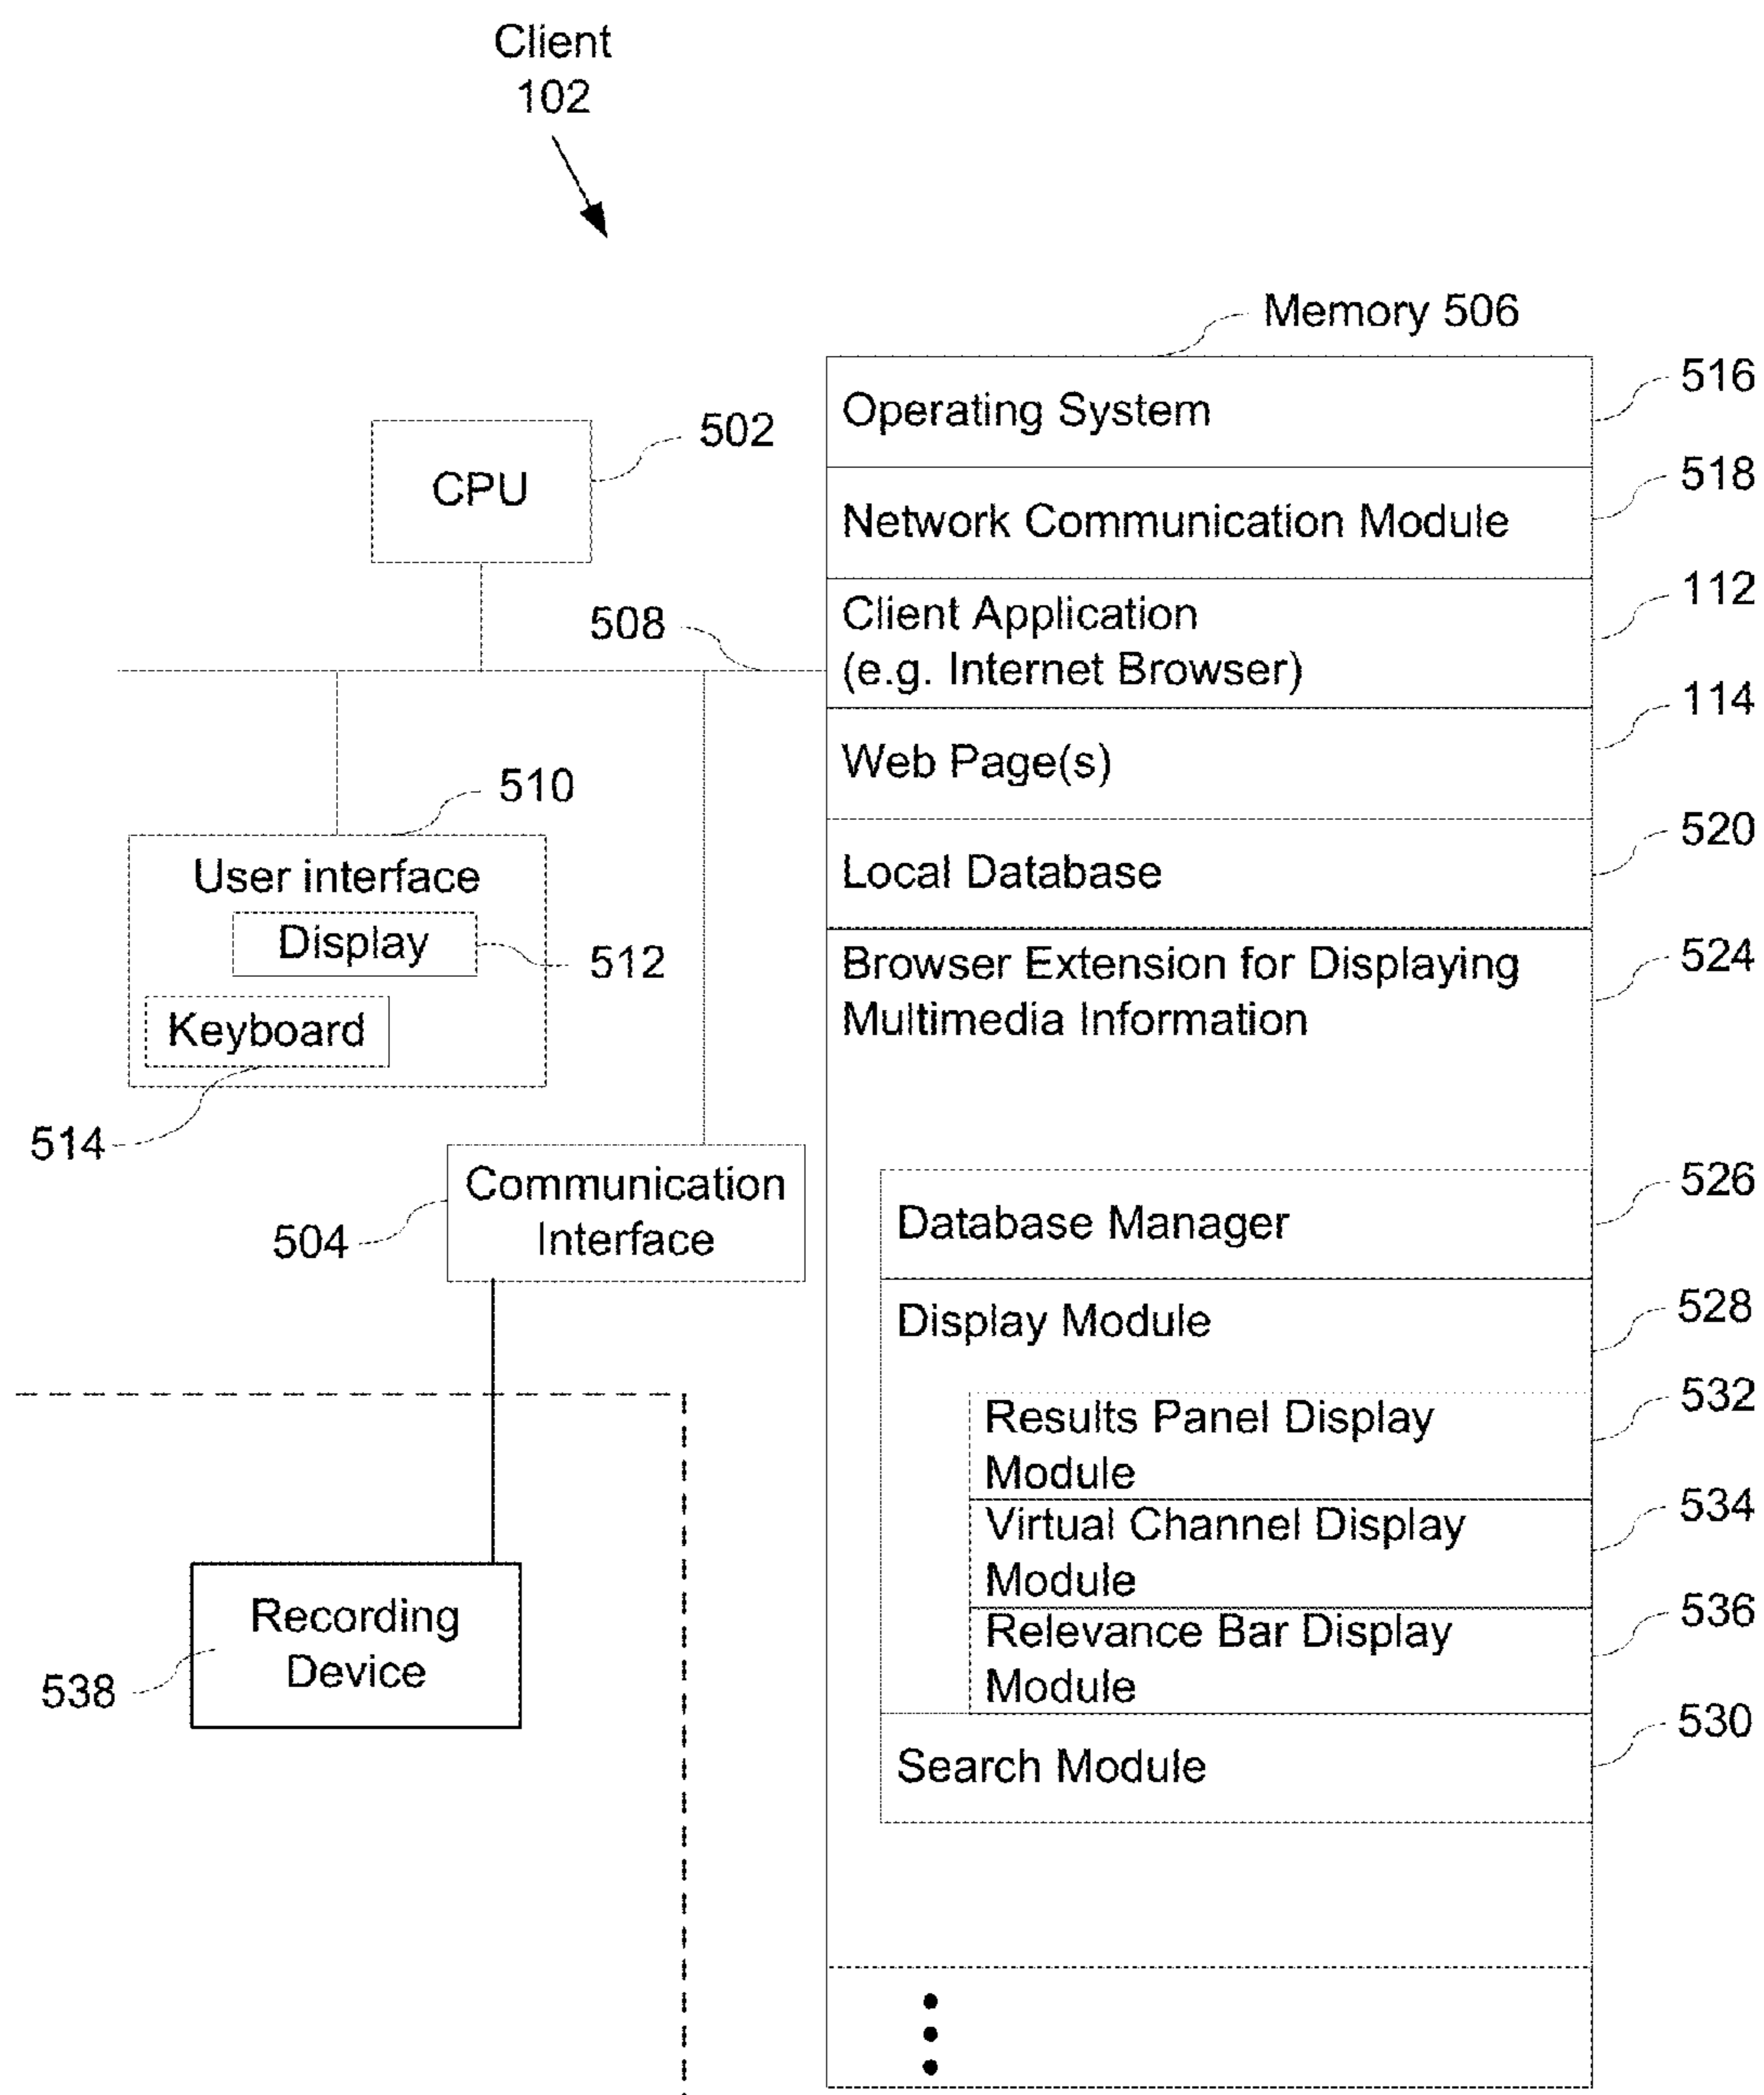 Client
102
Memory 506
Operating System
516
CPU
502
Network Communication Module
518
508
Client Application
(e.g. Internet Browser)
112
Web Page(s)
114
510
User interface
Display
512
Keyboard
514
Local Database
520
Browser Extension for Displaying
Multimedia Information
524
Communication
Interface
504
Database Manager
526
Display Module
528
Results Panel Display
Module
532
Virtual Channel Display
Module
534
Relevance Bar Display
Module
536
Recording
Device
538
Search Module
530